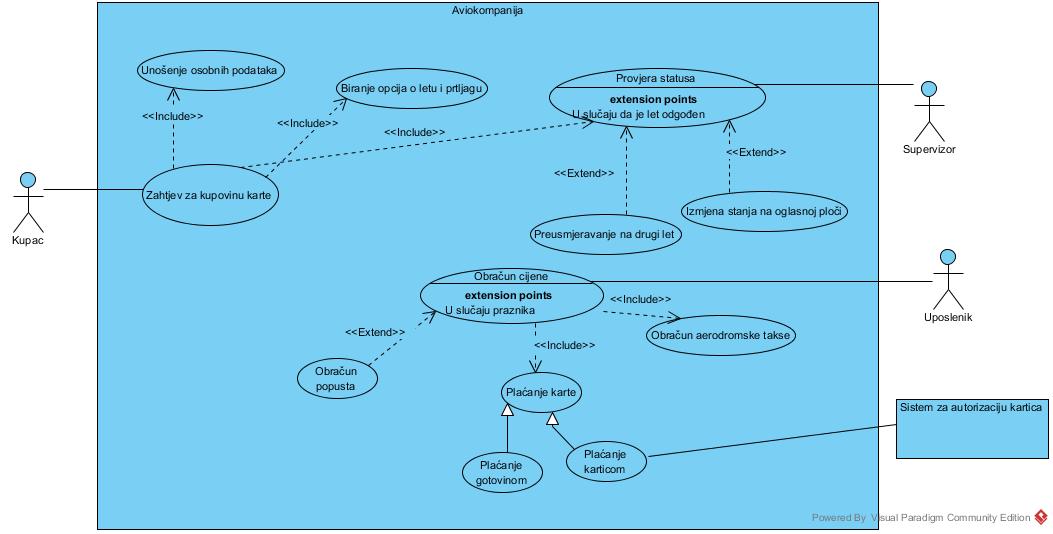 Aviokompanija
Unošenje osobnih podataka
Biranje opcija o letu i prtljagu
Provjera statusa
extension points
U slučaju da je let odgođen
<<Include>>
<<Include>>
<<Include>>
Supervizor
<<Extend>>
<<Extend>>
Zahtjev za kupovinu karte
Kupac
Izmjena stanja na oglasnoj ploči
Preusmjeravanje na drugi let
Obračun cijene
extension points
U slučaju praznika
<<Include>>
Uposlenik
<<Extend>>
<<Include>>
Obračun aerodromske takse
Obračun
popusta
Plaćanje karte
Sistem za autorizaciju kartica
Plaćanje
gotovinom
Plaćanje
karticom
Powered By Visual Paradigm Community Edition